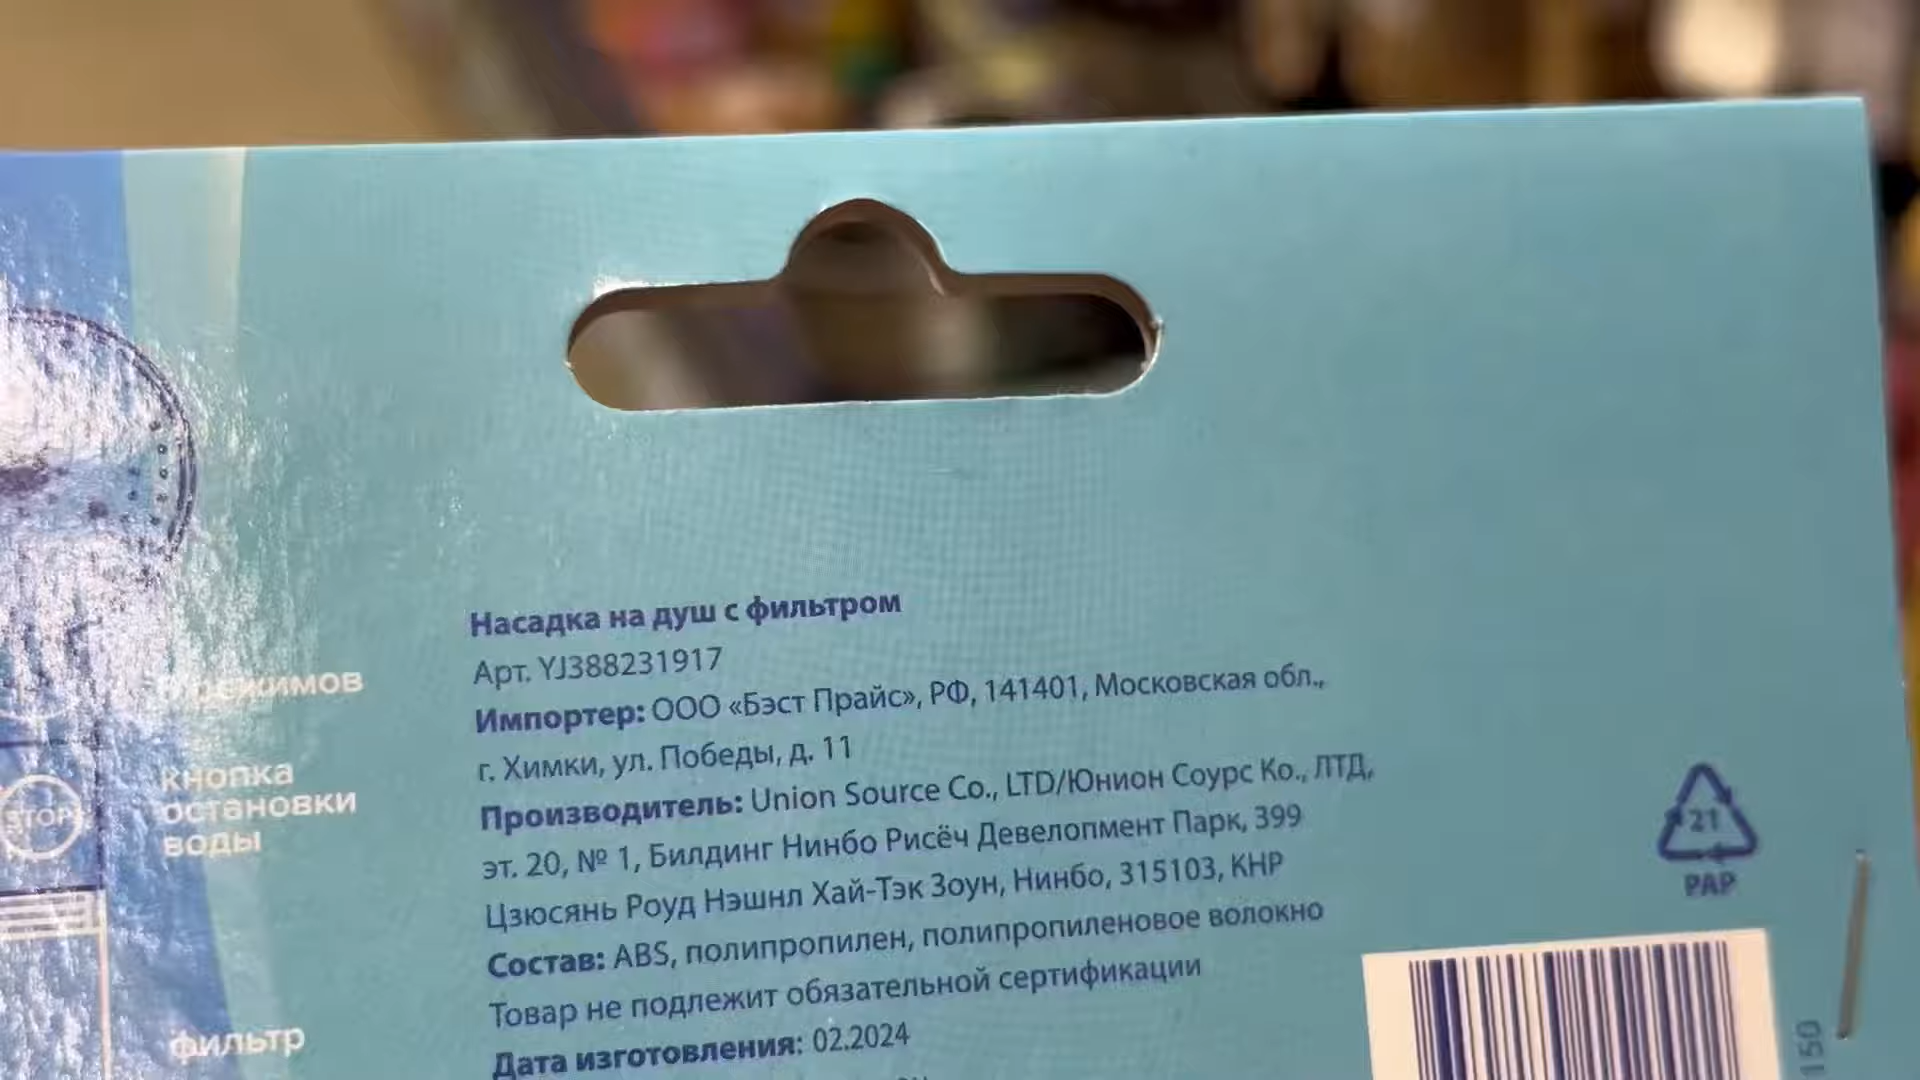 Насадка на душ с фильтром
Арт. YJ388231917
Импортер: ООО «Бэст Прайс», РФ, 141401, Московская обл.,
г. Химки, ул. Победы, д. 11
Производитель: Union Source Co., LTD/Юнион Соурс Ко., ЛТД,
эт. 20, № 1, Билдинг Нинбо Рисёч Девелопмент Парк, 399
Цзюсянь Роуд Нэшнл Хай-Тэк Зоун, Нинбо, 315103, КНР
Состав: ABS, полипропилен, полипропиленовое волокно
Товар не подлежит обязательной сертификации
Дата изготовления: 02.2024
режимов
STOP
кнопка
остановки
воды
фильтр
21
PAP
150